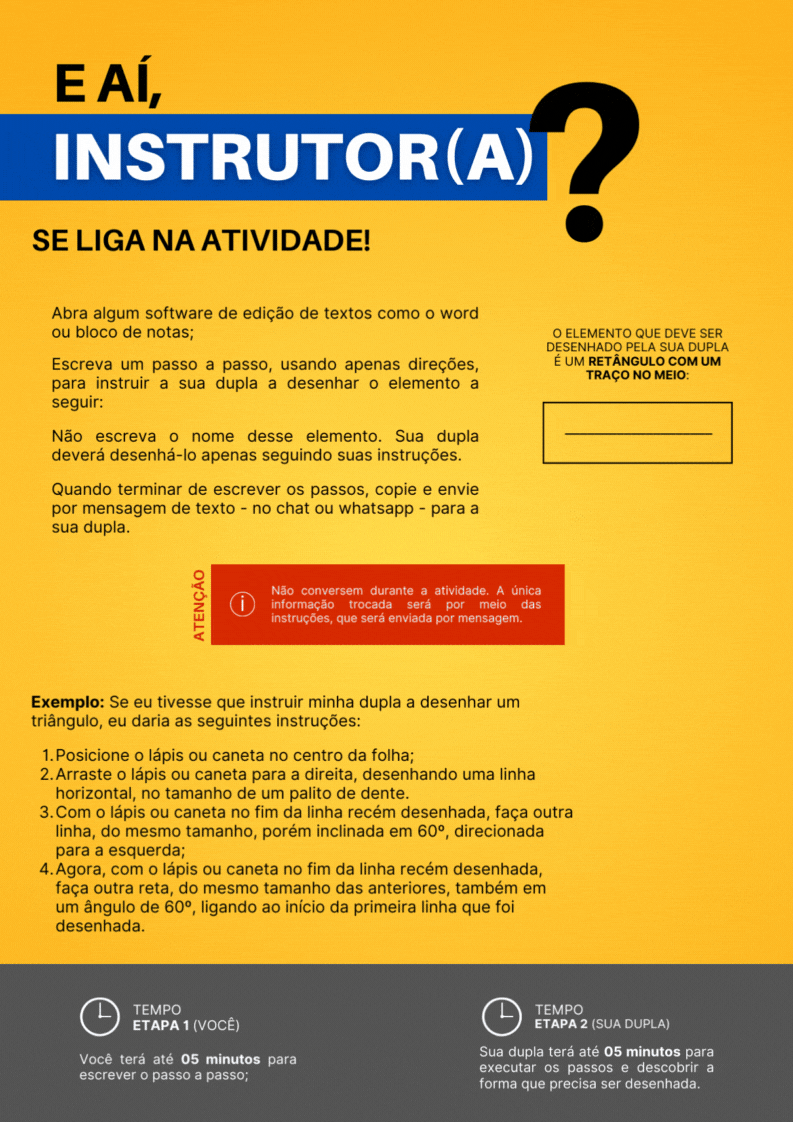 E AÍ,
INSTRUTOR(A)?
SE LIGA NA ATIVIDADE!
Abra algum software de edição de textos como o word
ou bloco de notas;
Escreva um passo a passo, usando apenas direções,
para instruir a sua dupla a desenhar o elemento a
seguir:
Não escreva o nome desse elemento. Sua dupla
deverá desenhá-lo apenas seguindo suas instruções.
Quando terminar de escrever os passos, copie e envie
por mensagem de texto - no chat ou whatsapp - para a
sua dupla.
O ELEMENTO QUE DEVE SER
DESENHADO PELA SUA DUPLA
É UM RETÂNGULO COM UM
TRAÇO NO MEIO:
ATENÇÃO
Não conversem durante a atividade. A única
informação trocada será por meio das
instruções, que será enviada por mensagem.
Exemplo: Se eu tivesse que instruir minha dupla a desenhar um
triângulo, eu daria as seguintes instruções:
1. Posicione o lápis ou caneta no centro da folha;
2. Arraste o lápis ou caneta para a direita, desenhando uma linha
horizontal, no tamanho de um palito de dente.
3. Com o lápis ou caneta no fim da linha recém desenhada, faça outra
linha, do mesmo tamanho, porém inclinada em 60º, direcionada
para a esquerda;
4. Agora, com o lápis ou caneta no fim da linha recém desenhada,
faça outra reta, do mesmo tamanho das anteriores, também em
um ângulo de 60º, ligando ao início da primeira linha que foi
desenhada.
TEMPO
ETAPA 1 (VOCÊ)
Você terá até 05 minutos para
escrever o passo a passo;
TEMPO
ETAPA 2 (SUA DUPLA)
Sua dupla terá até 05 minutos para
executar os passos e descobrir a
forma que precisa ser desenhada.